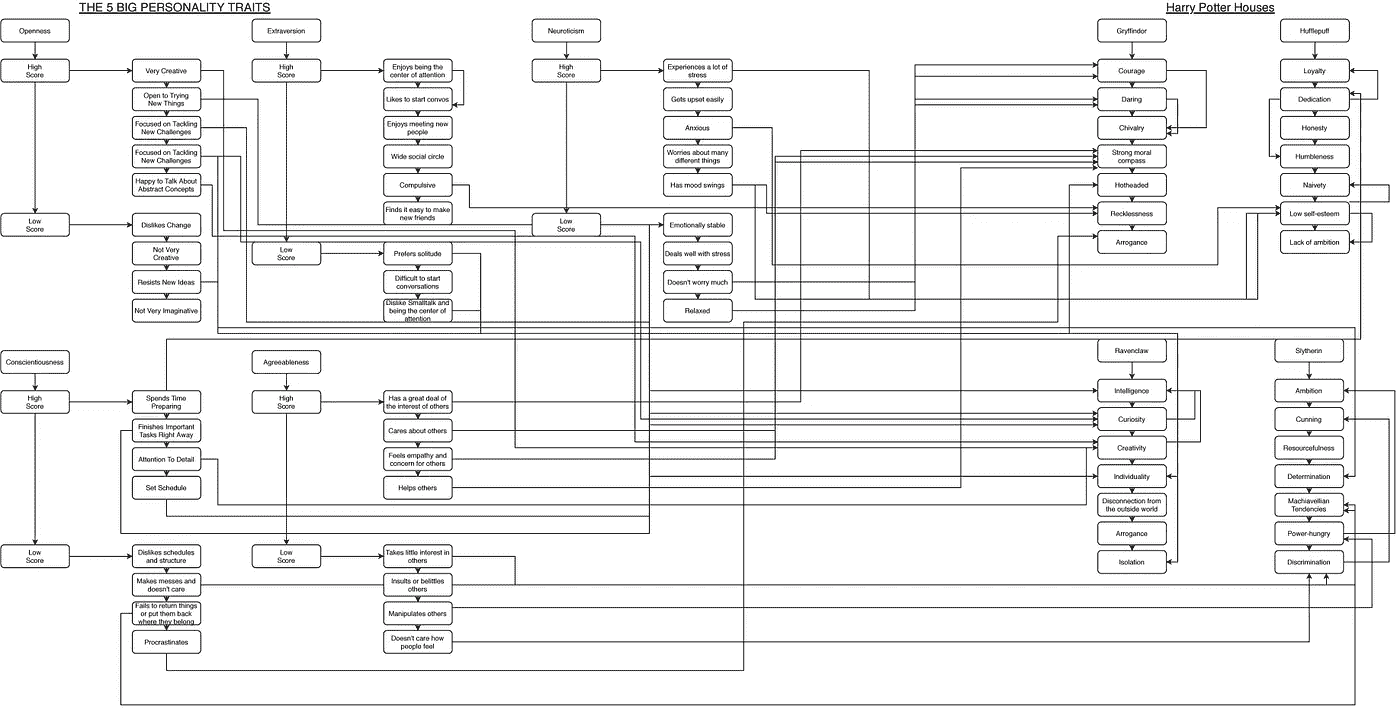 THE 5 BIG PERSONALITY TRAITS
Harry Potter Houses
Openness
High
Score
Very Creative
Open to Trying
New Things
Focused on Tackling
New Challenges
Focused on Tackling
New Challenges
Happy to Talk About
Abstract Concepts
Low
Score
Dislikes Change
Not Very
Creative
Resists New Ideas
Not Very Imaginative
Extraversion
High
Score
Enjoys being the
center of attention
Likes to start convos
Enjoys meeting new
people
Wide social circle
Compulsive
Finds it easy to make
new friends
Low
Score
Prefers solitude
Difficult to start
conversations
Dislike Smalltalk and
being the center of
attention
Neuroticism
High
Score
Experiences a lot of
stress
Gets upset easily
Anxious
Worries about many
different things
Has mood swings
Low
Score
Emotionally stable
Deals well with stress
Doesn't worry much
Relaxed
Gryffindor
Courage
Daring
Chivalry
Strong moral
compass
Hotheaded
Recklessness
Arrogance
Hufflepuff
Loyalty
Dedication
Honesty
Humbleness
Naivety
Low self-esteem
Lack of ambition
Conscientiousness
High
Score
Spends Time
Preparing
Finishes Important
Tasks Right Away
Attention To Detail
Set Schedule
Low
Score
Dislikes schedules
and structure
Makes messes and
doesn't care
Fails to return things
or put them back
where they belong
Procrastinates
Agreeableness
High
Score
Has a great deal of
the interest of others
Cares about others
Feels empathy and
concern for others
Helps others
Low
Score
Takes little interest in
others
Insults or belittles
others
Manipulates others
Doesn't care how
people feel
Ravenclaw
Intelligence
Curiosity
Creativity
Individuality
Disconnection from
the outside world
Arrogance
Isolation
Slytherin
Ambition
Cunning
Resourcefulness
Determination
Machiavellian
Tendencies
Power-hungry
Discrimination